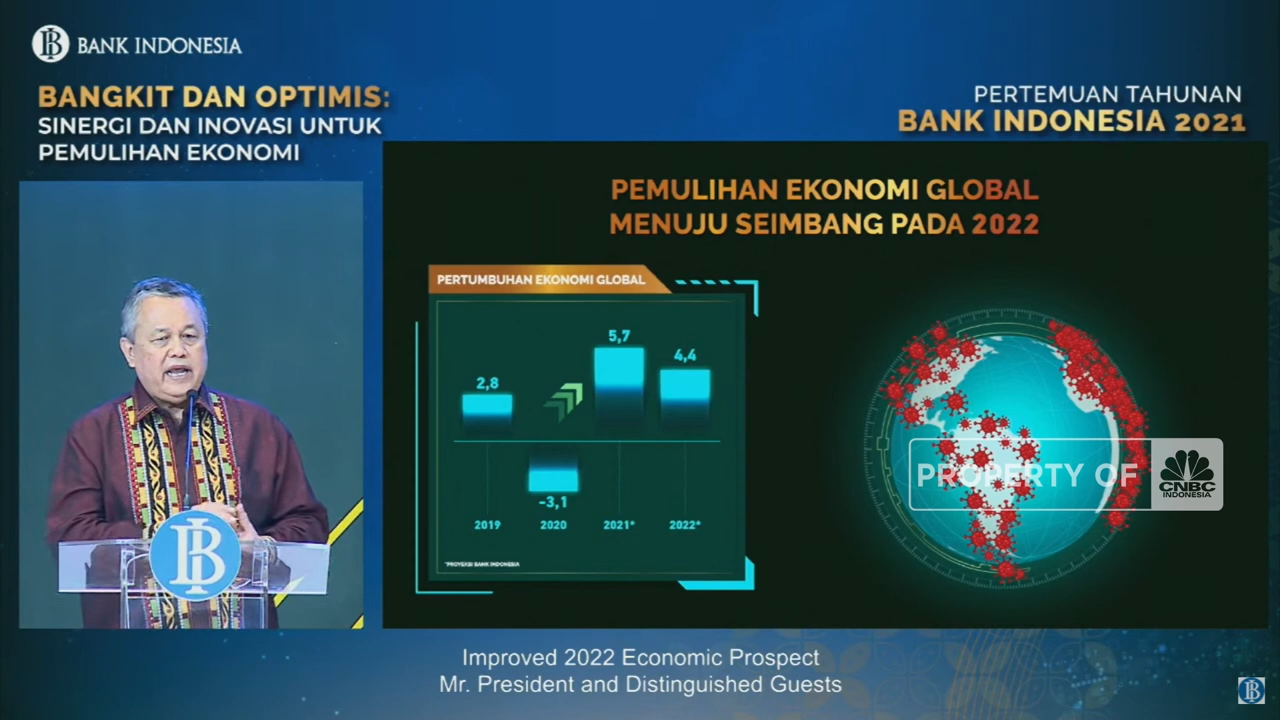 BANK INDONESIA
BANGKIT DAN OPTIMIS:
SINERGI DAN INOVASI UNTUK
PEMULIHAN EKONOMI
PERTEMUAN TAHUNAN
BANK INDONESIA 2021
PEMULIHAN EKONOMI GLOBAL
MENUJU SEIMBANG PADA 2022
PERTUMBUHAN EKONOMI GLOBAL
2,8
5,7
4,4
-3,1
2019 2020 2021* 2022*
*PROYEKSI BANK INDONESIA
PROPERTY OF
CNBC
INDONESIA
Improved 2022 Economic Prospect
Mr. President and Distinguished Guests